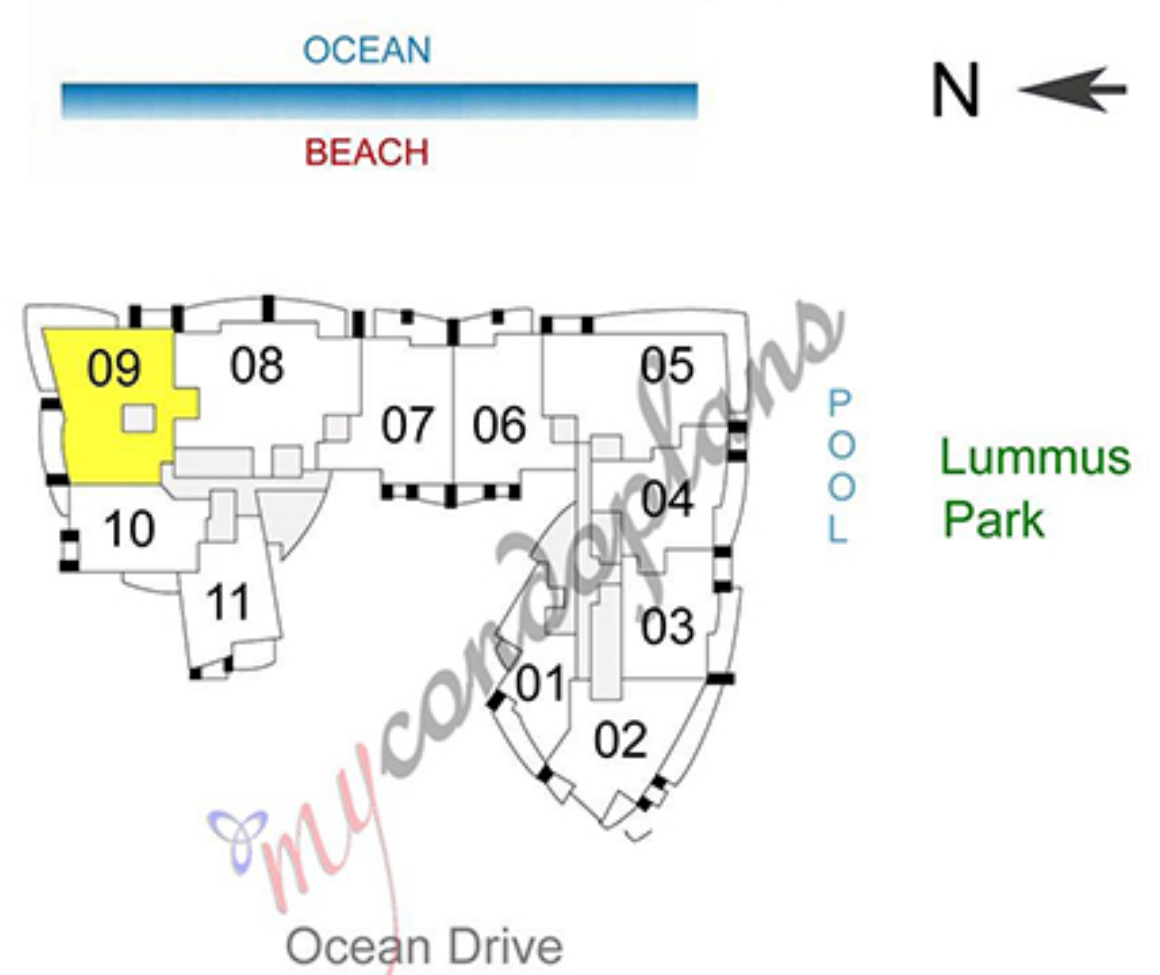 OCEAN
N
BEACH
09
08
05
07
06
P
O
O
L
Lummus
Park
04
10
11
03
01
02
mycondoplans
Ocean Drive